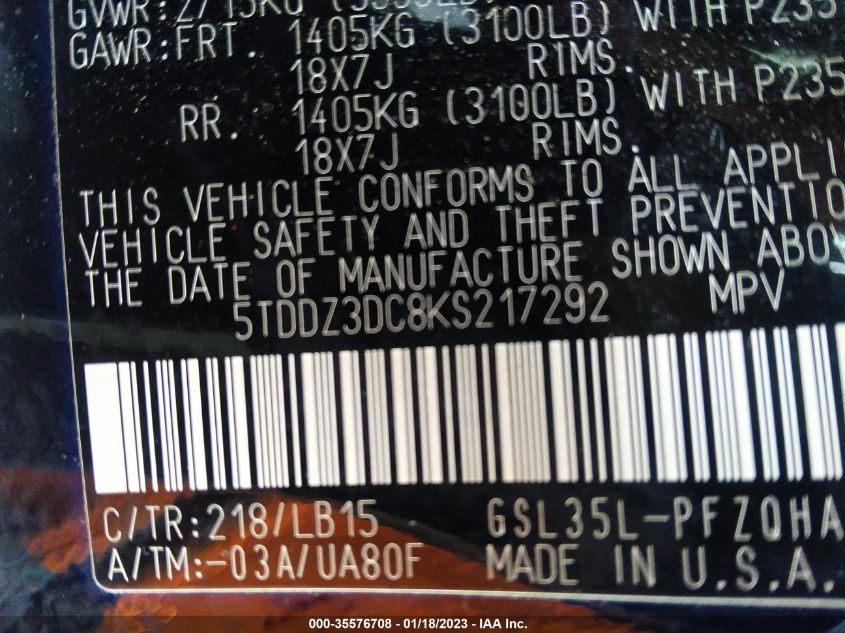 GVWR:2715KG
GAWR:FRT. 1405KG (3100LB) WITH P235
18X7J RIMS.
RR. 1405KG (3100LB) WITH P235
18X7J RIMS.
THIS VEHICLE CONFORMS TO ALL APPLI
VEHICLE SAFETY AND THEFT PREVENTIO
THE DATE OF MANUFACTURE SHOWN ABOV
5TDDZ3DC8KS217292 MPV
C/TR:218/LB15 GSL35L-PFZQHA
A/TM:-03A/UA80F MADE IN U.S.A.
000-35576708 - 01/18/2023 - IAA Inc.